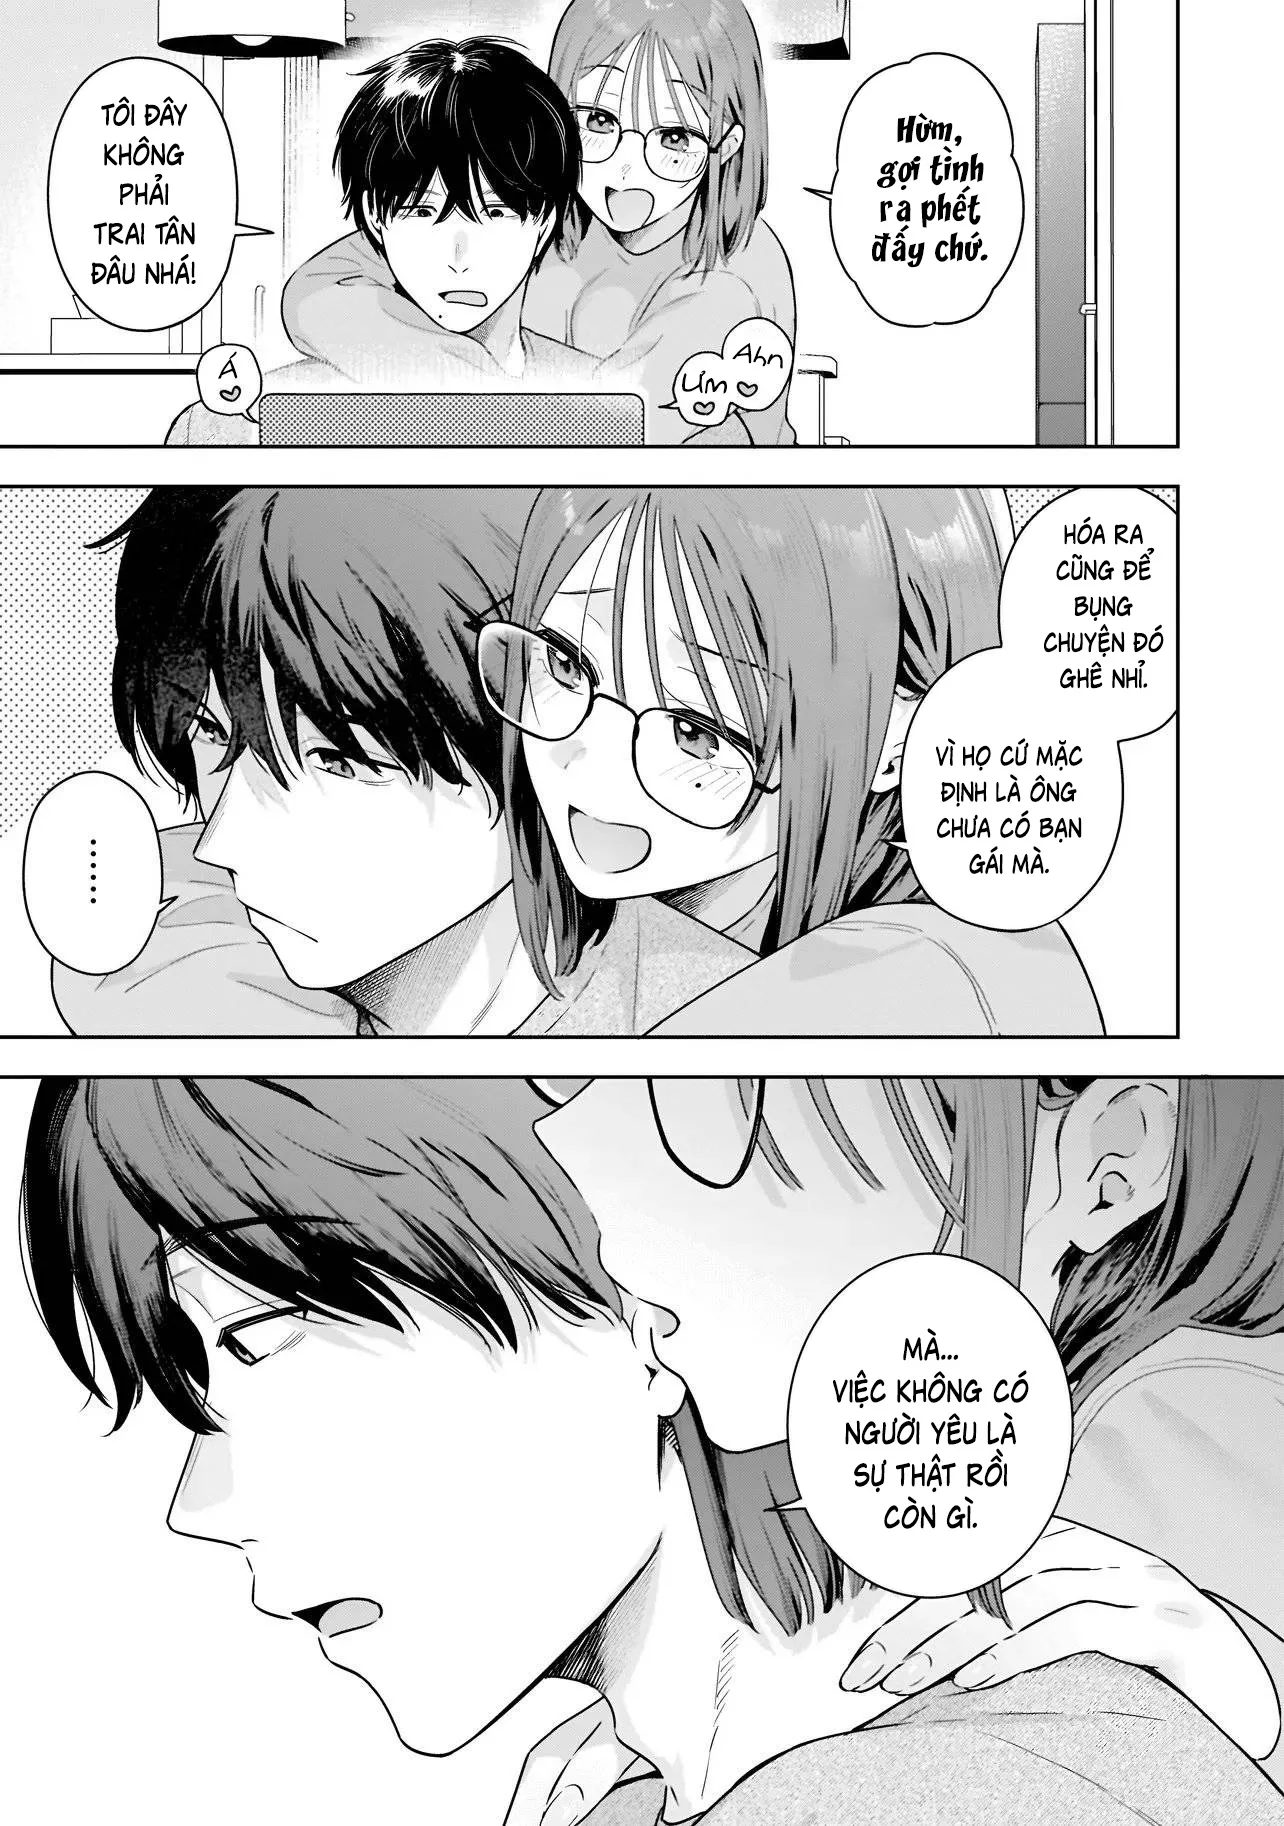 Hừm,
gợi tình
ra phết
đấy chứ.
TÔI ĐÂY
KHÔNG
PHẢI
TRAI TÂN
ĐÂU NHÁ!
Ahn
Ưm
Á
HÓA RA
CŨNG ĐỂ
BỤNG
CHUYỆN ĐÓ
GHÊ NHỈ.
VÌ HỌ CỨ MẶC
ĐỊNH LÀ ÔNG
CHƯA CÓ BẠN
GÁI MÀ.
......
MÀ...
VIỆC KHÔNG CÓ
NGƯỜI YÊU LÀ
SỰ THẬT RỒI
CÒN GÌ.